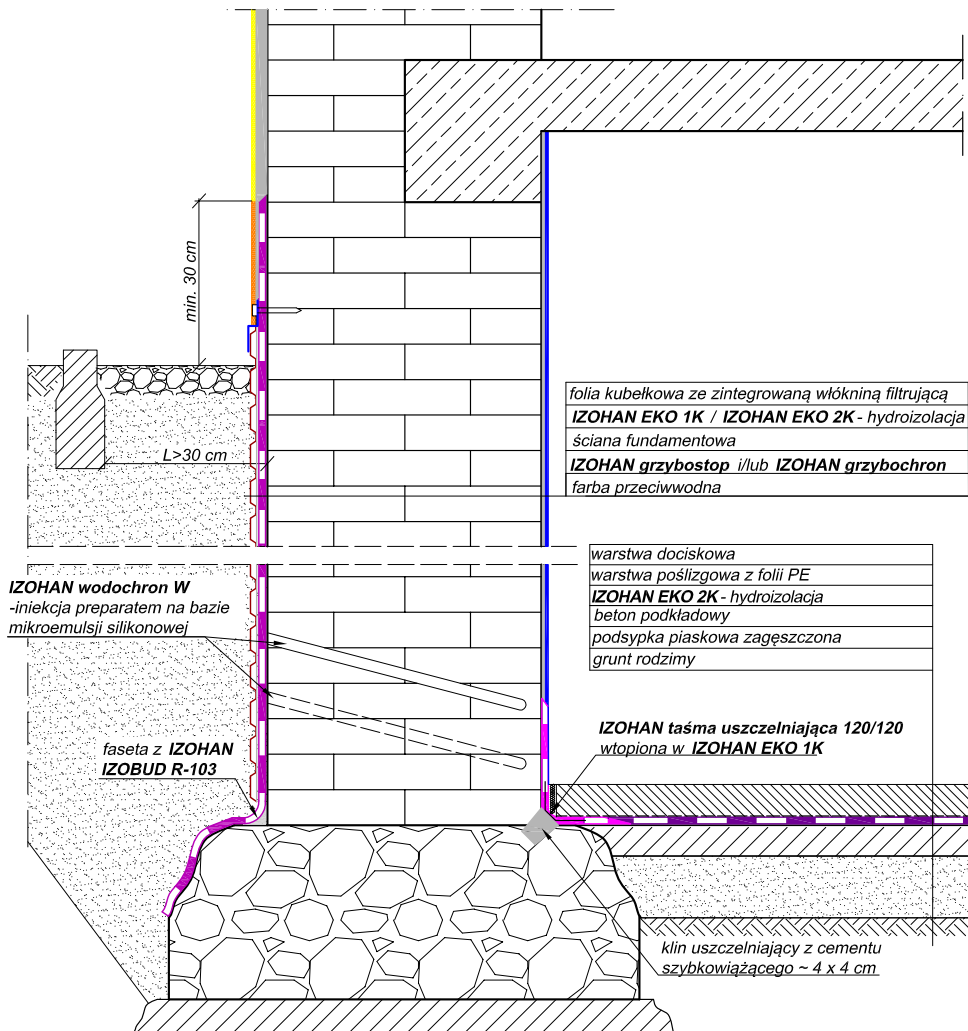 min. 30 cm
L>30 cm
folia kubełkowa ze zintegrowaną włókniną filtrującą
IZOHAN EKO 1K / IZOHAN EKO 2K - hydroizolacja
ściana fundamentowa
IZOHAN grzybostop i/lub IZOHAN grzybochron
farba przeciwwodna
warstwa dociskowa
warstwa poślizgowa z folii PE
IZOHAN EKO 2K - hydroizolacja
beton podkładowy
podsypka piaskowa zagęszczona
grunt rodzimy
IZOHAN wodochron W
-iniekcja preparatem na bazie
mikroemulsji silikonowej
faseta z IZOHAN
IZOBUD R-103
IZOHAN taśma uszczelniająca 120/120
wtopiona w IZOHAN EKO 1K
klin uszczelniający z cementu
szybkowiążącego ~ 4 x 4 cm